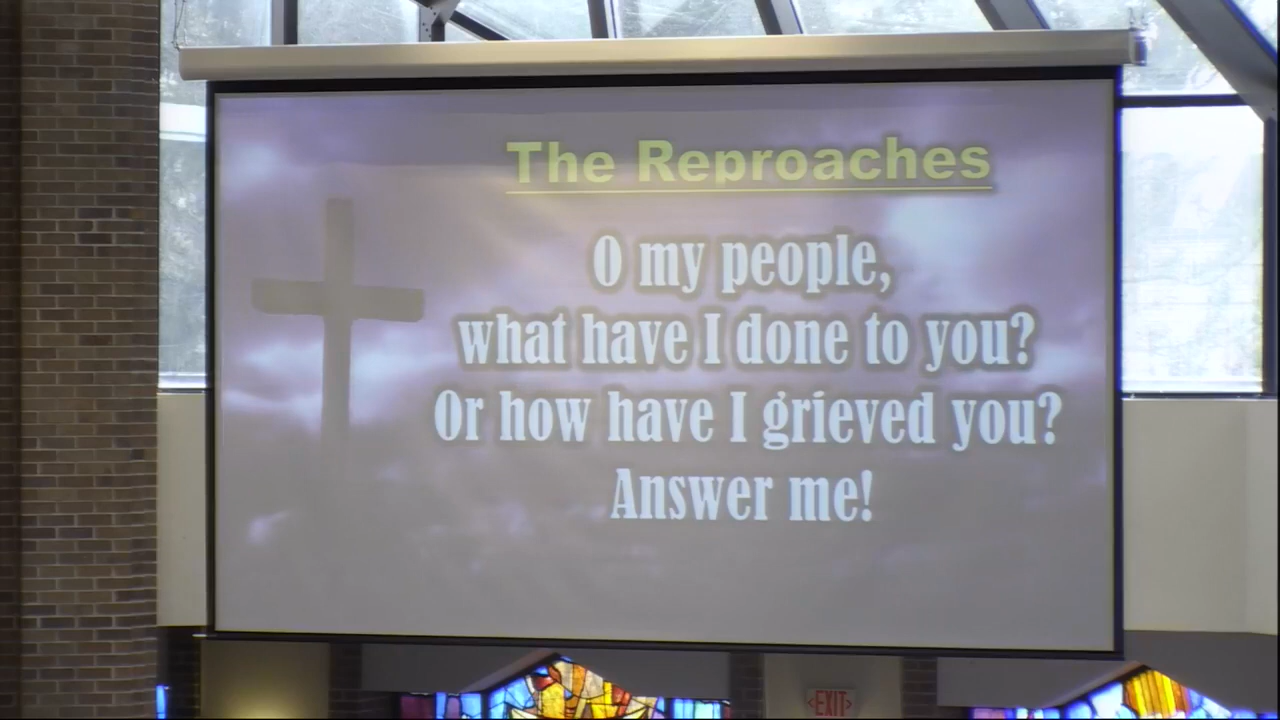 The Reproaches
O my people,
what have I done to you?
Or how have I grieved you?
Answer me!
EXIT